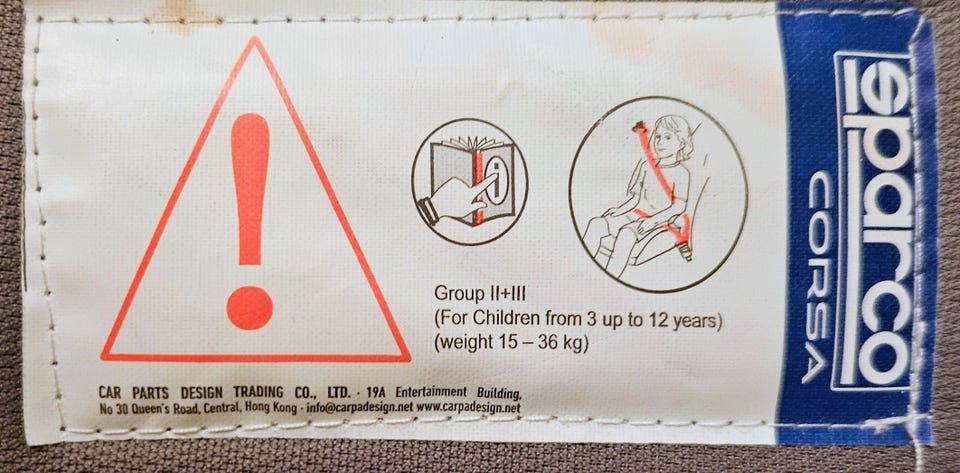 Group II+III
(For Children from 3 up to 12 years)
(weight 15 – 36 kg)
CAR PARTS DESIGN TRADING CO., LTD. · 19A Entertainment Building,
No 30 Queen's Road, Central, Hong Kong · info@carpadesign.net www.carpadesign.net
sparco
CORSA